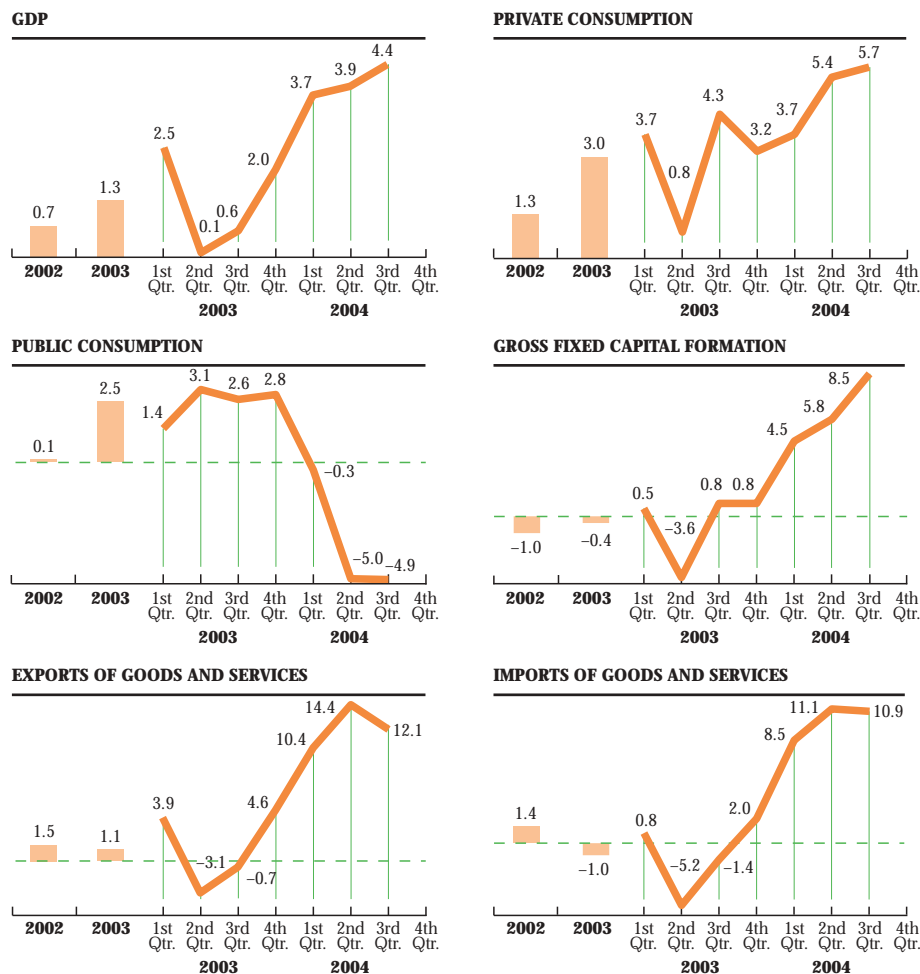 GDP
4.4
3.9
3.7
2.5
2.0
1.3
0.7
0.6
0.1
2002 2003 1st Qtr. 2nd Qtr. 3rd Qtr. 4th Qtr. 1st Qtr. 2nd Qtr. 3rd Qtr. 4th Qtr.
2003 2004
PRIVATE CONSUMPTION
5.7
5.4
4.3
3.7 3.7
3.2
3.0
0.8
1.3
2002 2003 1st Qtr. 2nd Qtr. 3rd Qtr. 4th Qtr. 1st Qtr. 2nd Qtr. 3rd Qtr. 4th Qtr.
2003 2004
PUBLIC CONSUMPTION
3.1
2.5 2.6 2.8
1.4
0.1
–0.3
–5.0 –4.9
2002 2003 1st Qtr. 2nd Qtr. 3rd Qtr. 4th Qtr. 1st Qtr. 2nd Qtr. 3rd Qtr. 4th Qtr.
2003 2004
GROSS FIXED CAPITAL FORMATION
8.5
5.8
4.5
0.8 0.8
0.5
–3.6
–1.0 –0.4
2002 2003 1st Qtr. 2nd Qtr. 3rd Qtr. 4th Qtr. 1st Qtr. 2nd Qtr. 3rd Qtr. 4th Qtr.
2003 2004
EXPORTS OF GOODS AND SERVICES
14.4
12.1
10.4
3.9 4.6
1.5 1.1
–3.1
–0.7
2002 2003 1st Qtr. 2nd Qtr. 3rd Qtr. 4th Qtr. 1st Qtr. 2nd Qtr. 3rd Qtr. 4th Qtr.
2003 2004
IMPORTS OF GOODS AND SERVICES
11.1 10.9
8.5
1.4 0.8 2.0
–1.0 –5.2 –1.4
2002 2003 1st Qtr. 2nd Qtr. 3rd Qtr. 4th Qtr. 1st Qtr. 2nd Qtr. 3rd Qtr. 4th Qtr.
2003 2004